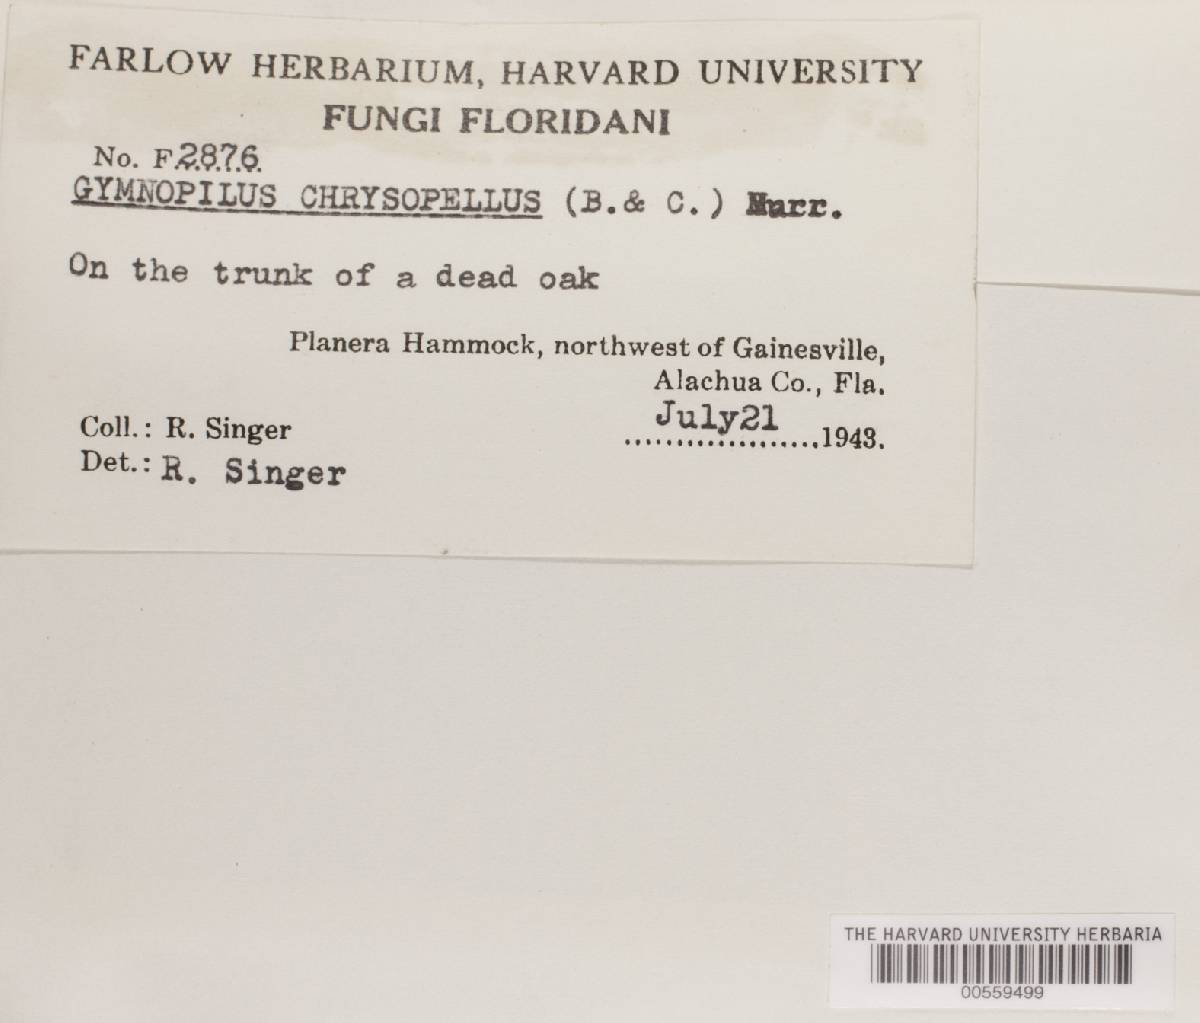 FARLOW HERBARIUM, HARVARD UNIVERSITY
FUNGI FLORIDANI
No. F2876
GYMNOPILUS CHRYSOPELLUS (B.& C.) Murr.
On the trunk of a dead oak
Planera Hammock, northwest of Gainesville,
Alachua Co., Fla.
July21 1943.
Coll.: R. Singer
Det.: R. Singer
THE HARVARD UNIVERSITY HERBARIA
00559499